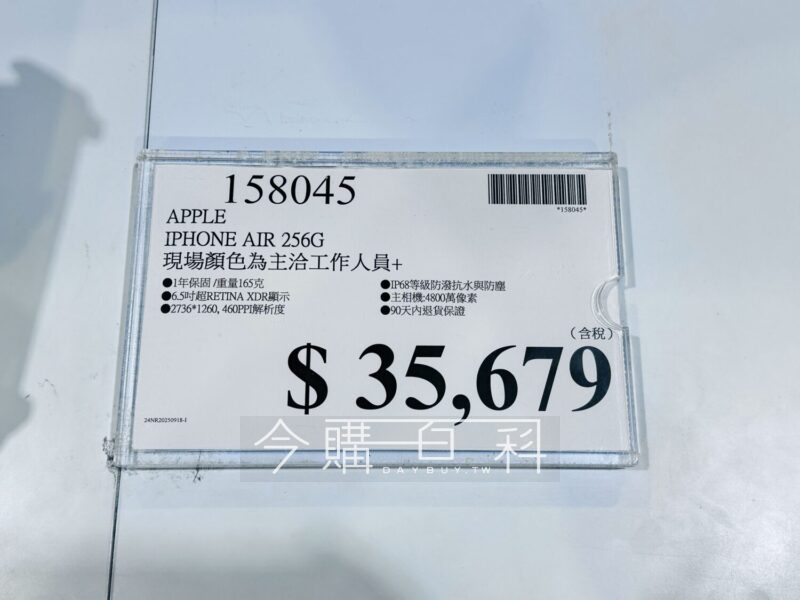 158045
*158045*
APPLE
IPHONE AIR 256G
現場顏色為主洽工作人員+
●1年保固 /重量165克
●6.5吋超RETINA XDR顯示
●2736*1260, 460PPI解析度
●IP68等級防潑抗水與防塵
●主相機:4800萬像素
●90天內退貨保證
(含稅)
$ 35,679
24NR20250918-I
今購百科
DAYBUY.TW